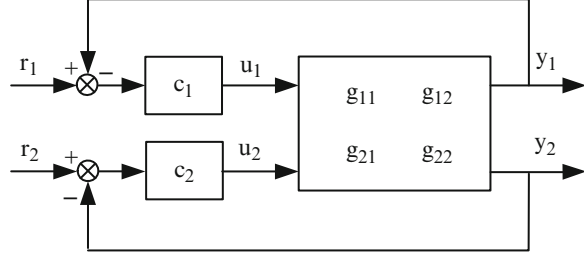 r₁ + − c₁ u₁ g₁₁ g₁₂ y₁
r₂ + − c₂ u₂ g₂₁ g₂₂ y₂